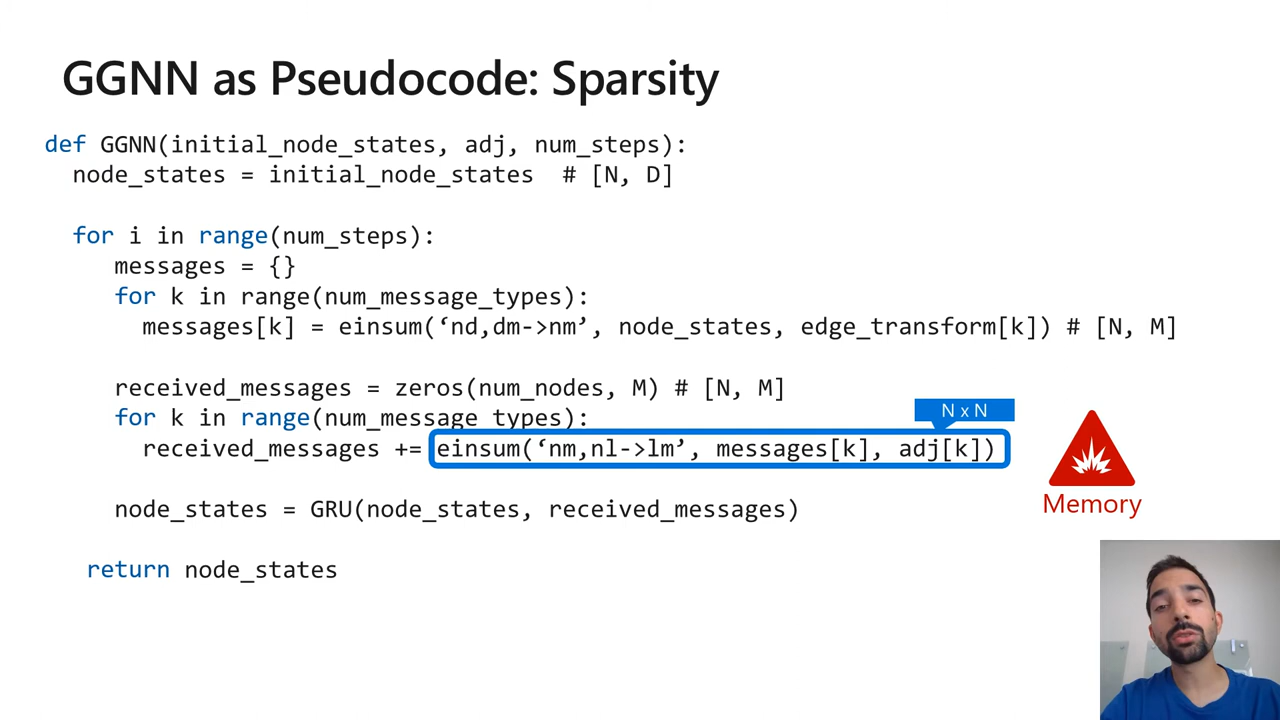 GGNN as Pseudocode: Sparsity
def GGNN(initial_node_states, adj, num_steps):
node_states = initial_node_states # [N, D]
for i in range(num_steps):
messages = {}
for k in range(num_message_types):
messages[k] = einsum(‘nd,dm->nm’, node_states, edge_transform[k]) # [N, M]
received_messages = zeros(num_nodes, M) # [N, M]
for k in range(num_message types):
N x N
received_messages += einsum(‘nm,nl->lm’, messages[k], adj[k])
Memory
node_states = GRU(node_states, received_messages)
return node_states